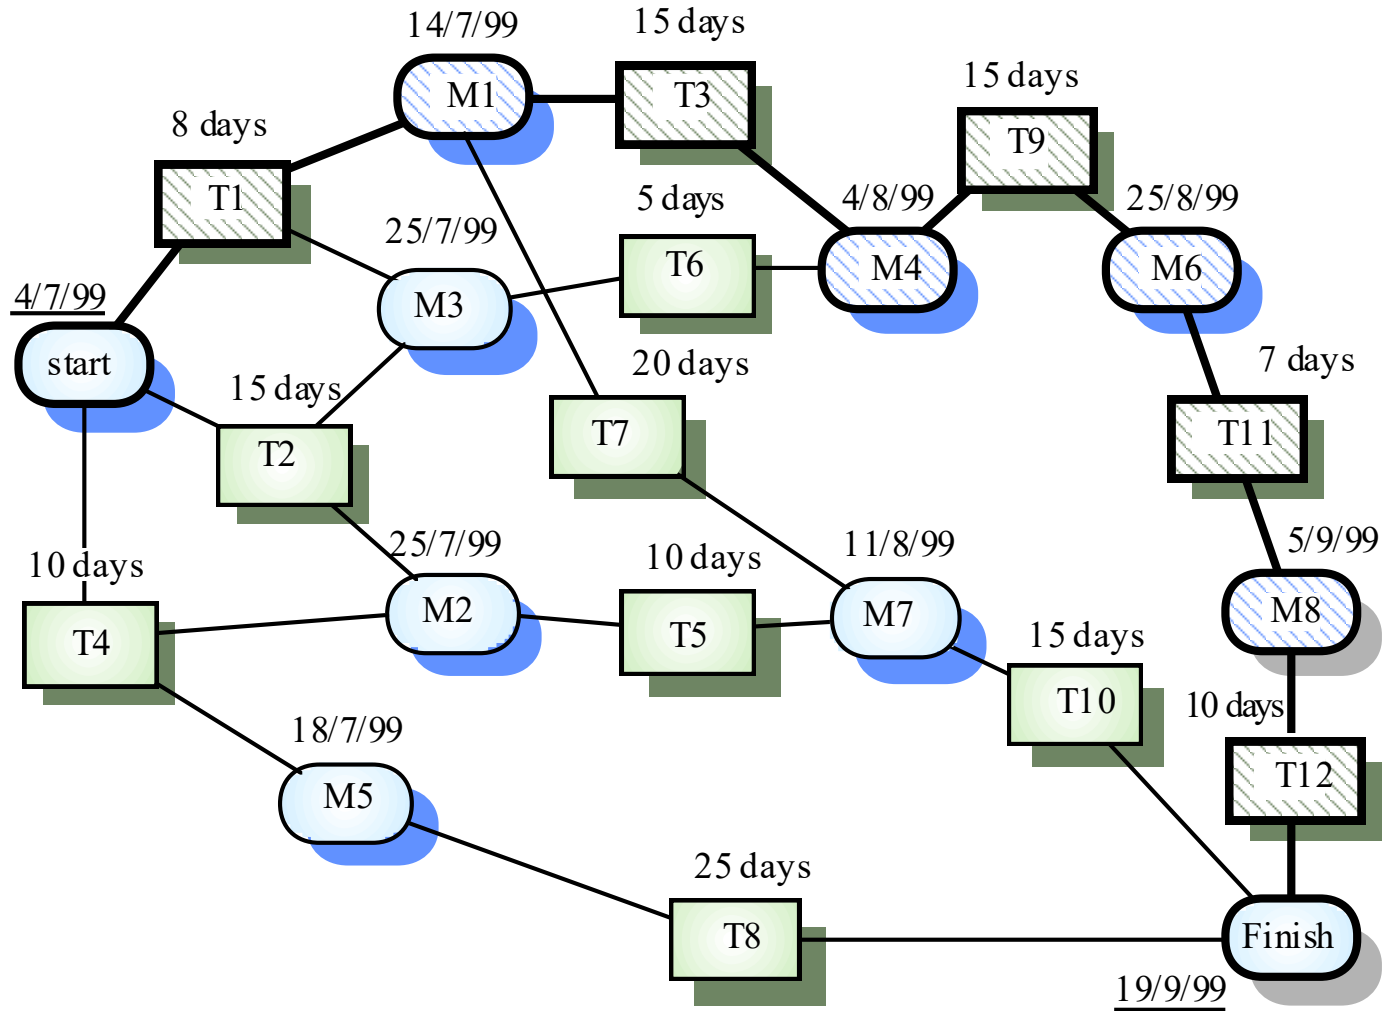 14/7/99
15 days
M1
T3
15 days
8 days
T9
T1
25/7/99
5 days
4/8/99
25/8/99
M3
T6
M4
M6
4/7/99
start
15 days
20 days
7 days
T2
T7
T11
10 days
25/7/99
10 days
11/8/99
5/9/99
T4
M2
T5
M7
15 days
M8
18/7/99
T10
10 days
M5
T12
25 days
T8
Finish
19/9/99